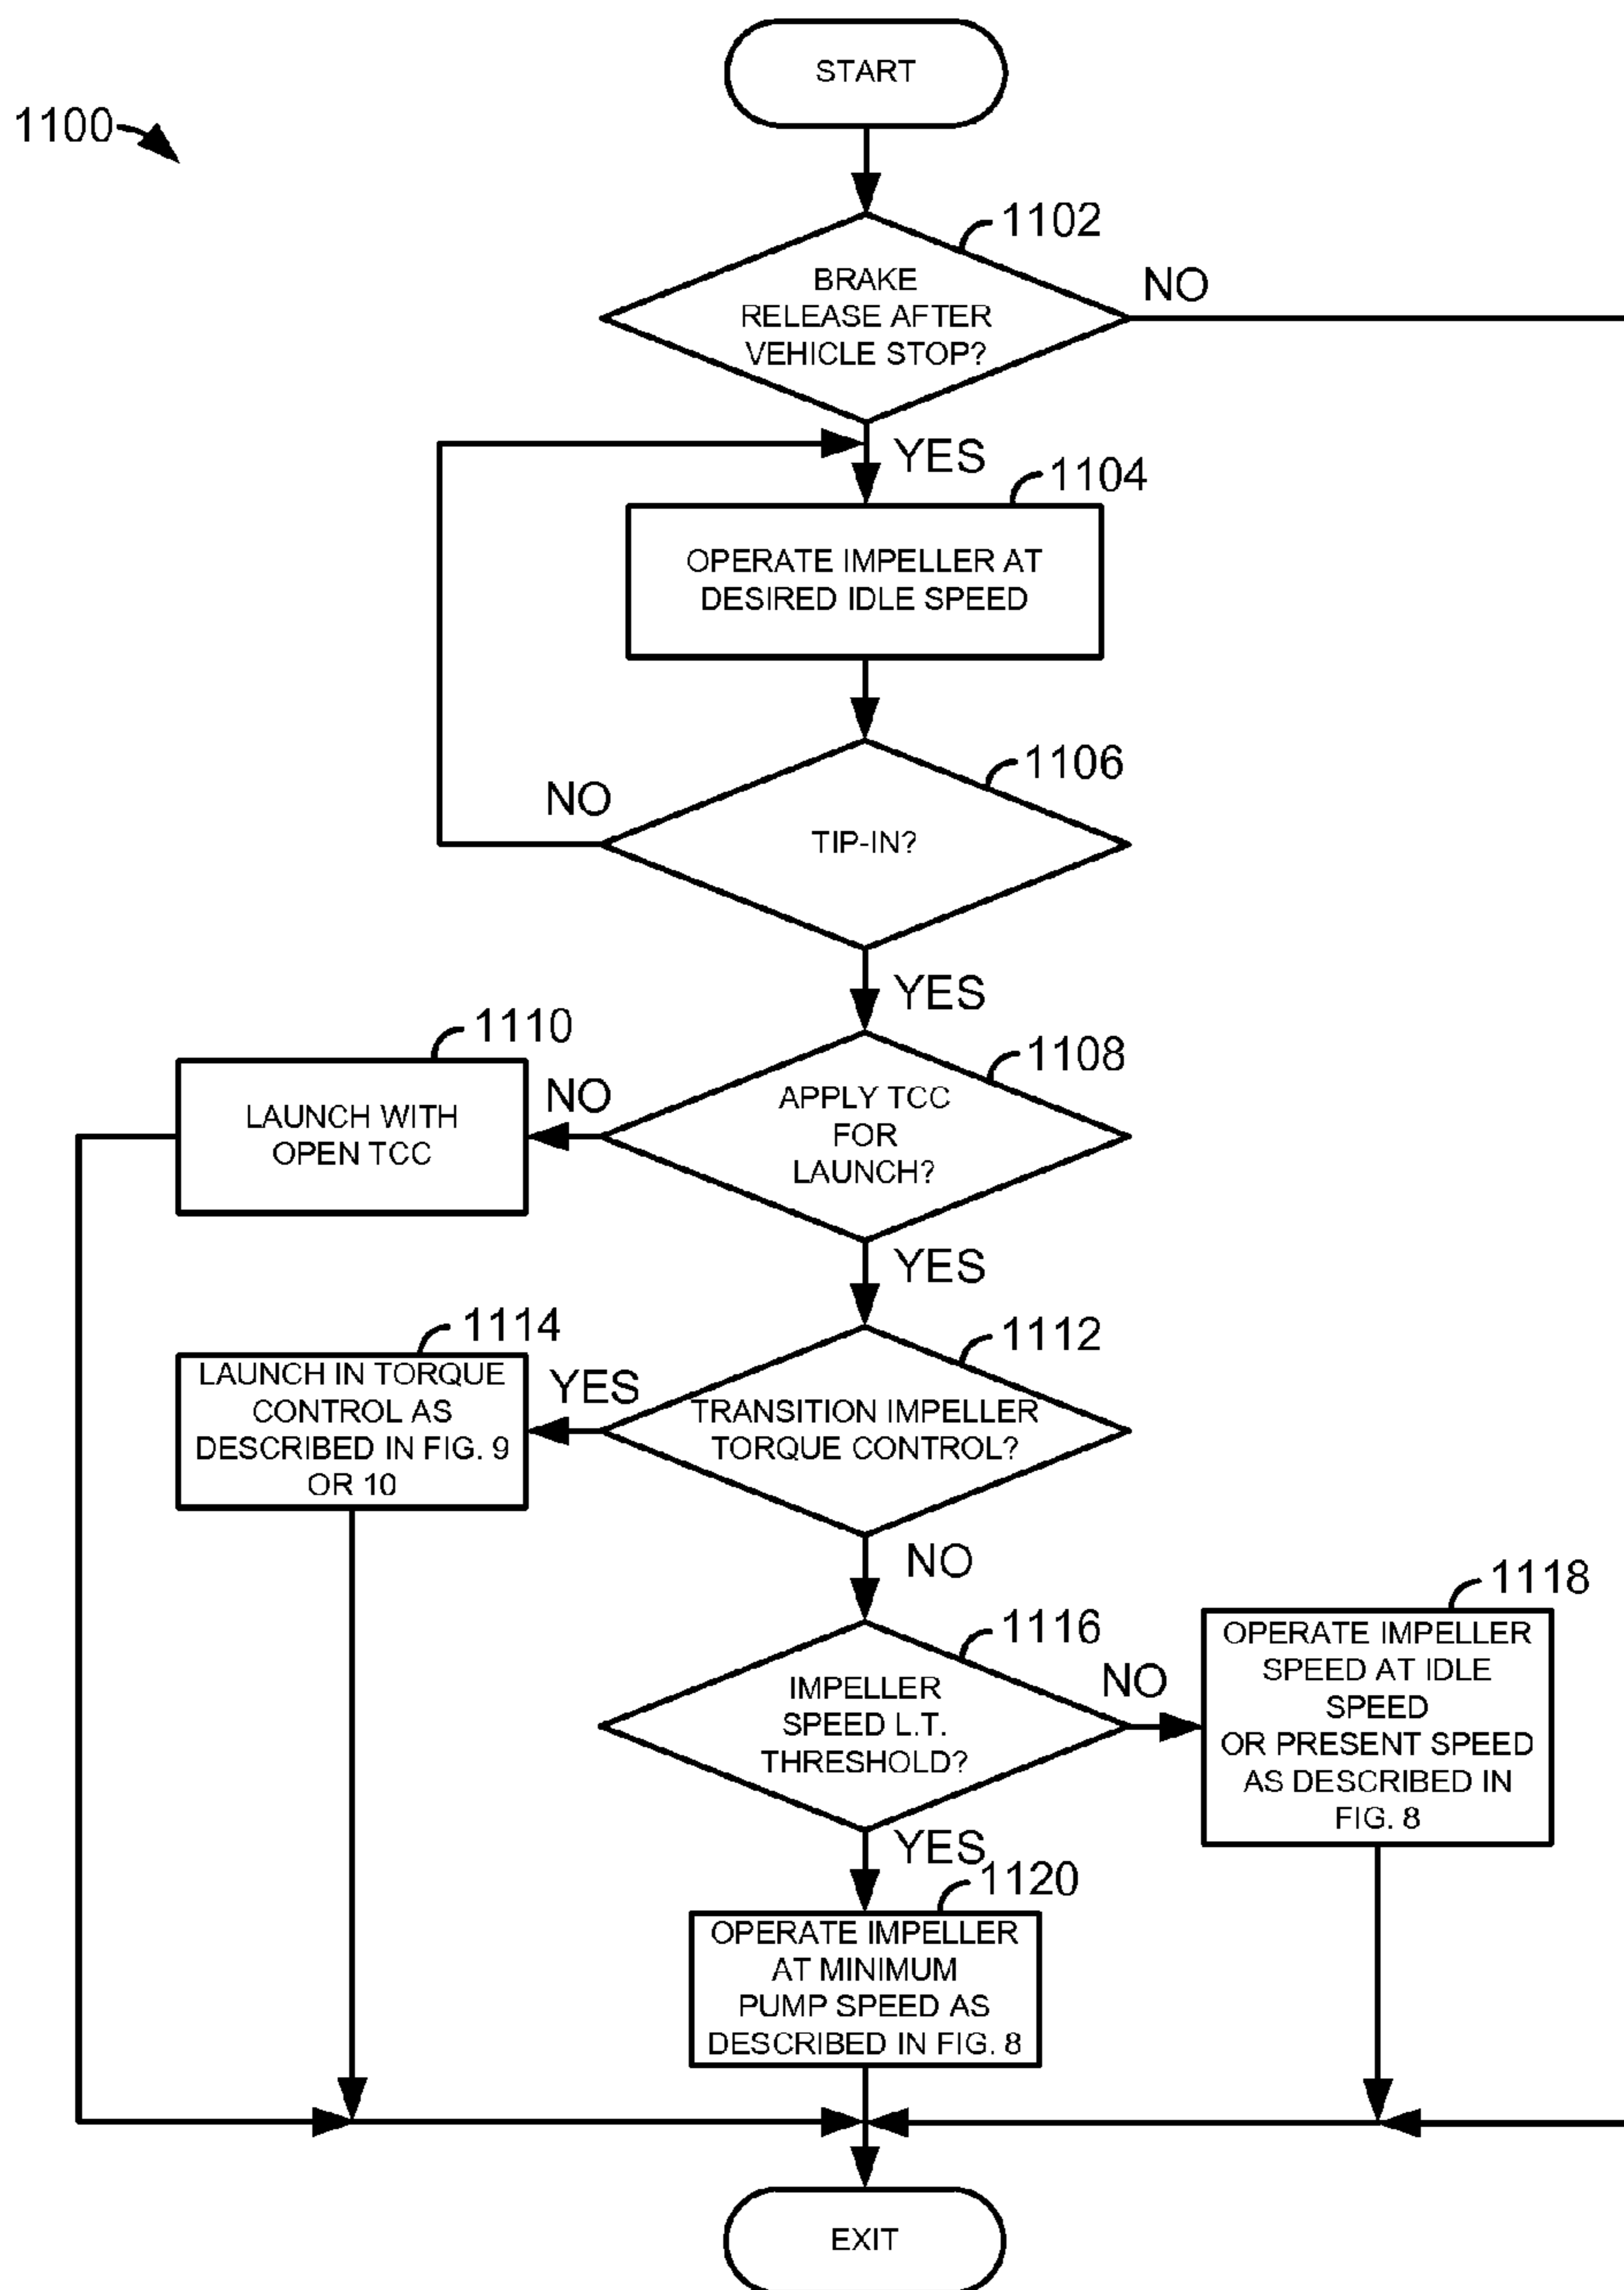 START
1100
1102
BRAKE
RELEASE AFTER
VEHICLE STOP?
NO
YES
1104
OPERATE IMPELLER AT
DESIRED IDLE SPEED
1106
NO
TIP-IN?
YES
1110
1108
LAUNCH WITH
OPEN TCC
NO
APPLY TCC
FOR
LAUNCH?
YES
1114
1112
LAUNCH IN TORQUE
CONTROL AS
DESCRIBED IN FIG. 9
OR 10
YES
TRANSITION IMPELLER
TORQUE CONTROL?
NO
1116
1118
IMPELLER
SPEED L.T.
THRESHOLD?
NO
OPERATE IMPELLER
SPEED AT IDLE
SPEED
OR PRESENT SPEED
AS DESCRIBED IN
FIG. 8
YES
1120
OPERATE IMPELLER
AT MINIMUM
PUMP SPEED AS
DESCRIBED IN FIG. 8
EXIT